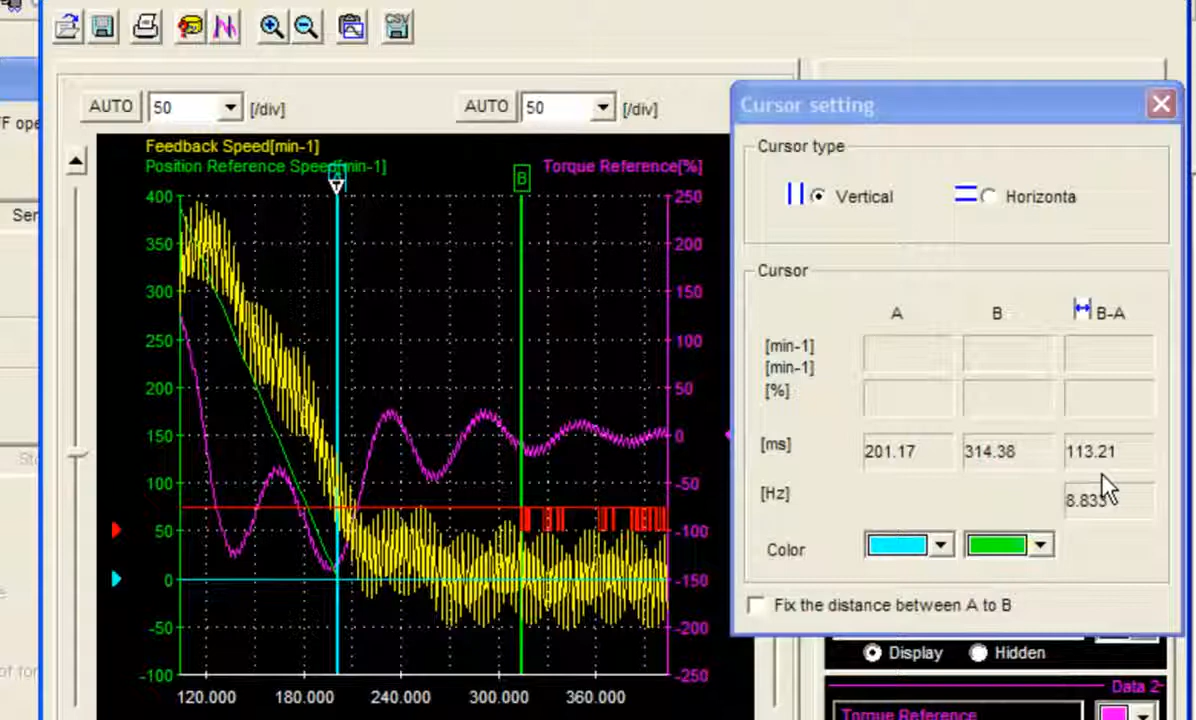 CSV
AUTO 50 [/div] AUTO 50 [/div]
F ope
Feedback Speed[min-1]
Position Reference Speed[min-1] Torque Reference[%]
B
400 250
350 200
300 150
250 100
200 50
150 0
100 -50
50 -100
0 -150
-50 -200
-100 -250
120.000 180.000 240.000 300.000 360.000
Ser
Cursor setting
Cursor type
Vertical Horizonta
Cursor
A B B-A
[min-1]
[min-1]
[%]
[ms] 201.17 314.38 113.21
[Hz] 8.833
Color
Fix the distance between A to B
Display Hidden
Data 2
Torque Reference